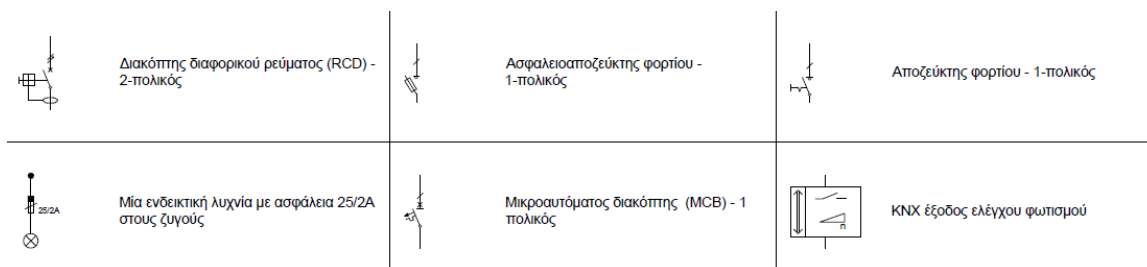 Διακόπτης διαφορικού ρεύματος (RCD) -
2-πολικός
Ασφαλειοαποζεύκτης φορτίου -
1-πολικός
Αποζεύκτης φορτίου - 1-πολικός
25/2A
Μία ενδεικτική λυχνία με ασφάλεια 25/2Α
στους ζυγούς
Μικροαυτόματος διακόπτης (MCB) - 1
πολικός
n
KNX έξοδος ελέγχου φωτισμού